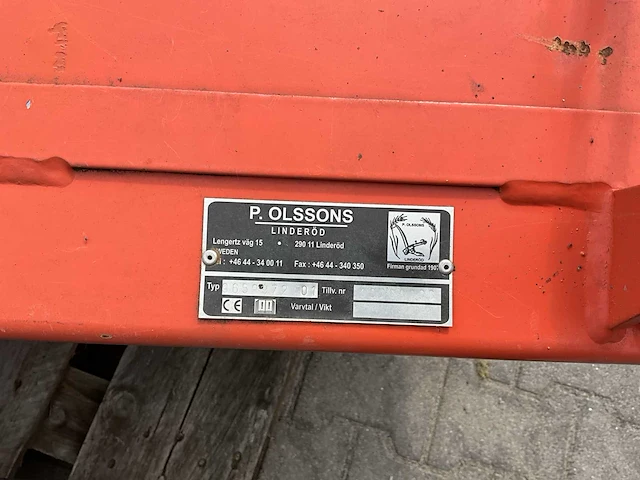 P. OLSSONS
LINDERÖD
Lengertz väg 15 • 290 11 Linderöd
SWEDEN
: +46 44 - 34 00 11 Fax : +46 44 - 340 350
P. OLSSONS
LINDERÖD
Firman grundad
Typ Tillv. nr
CE Varvtal / Vikt